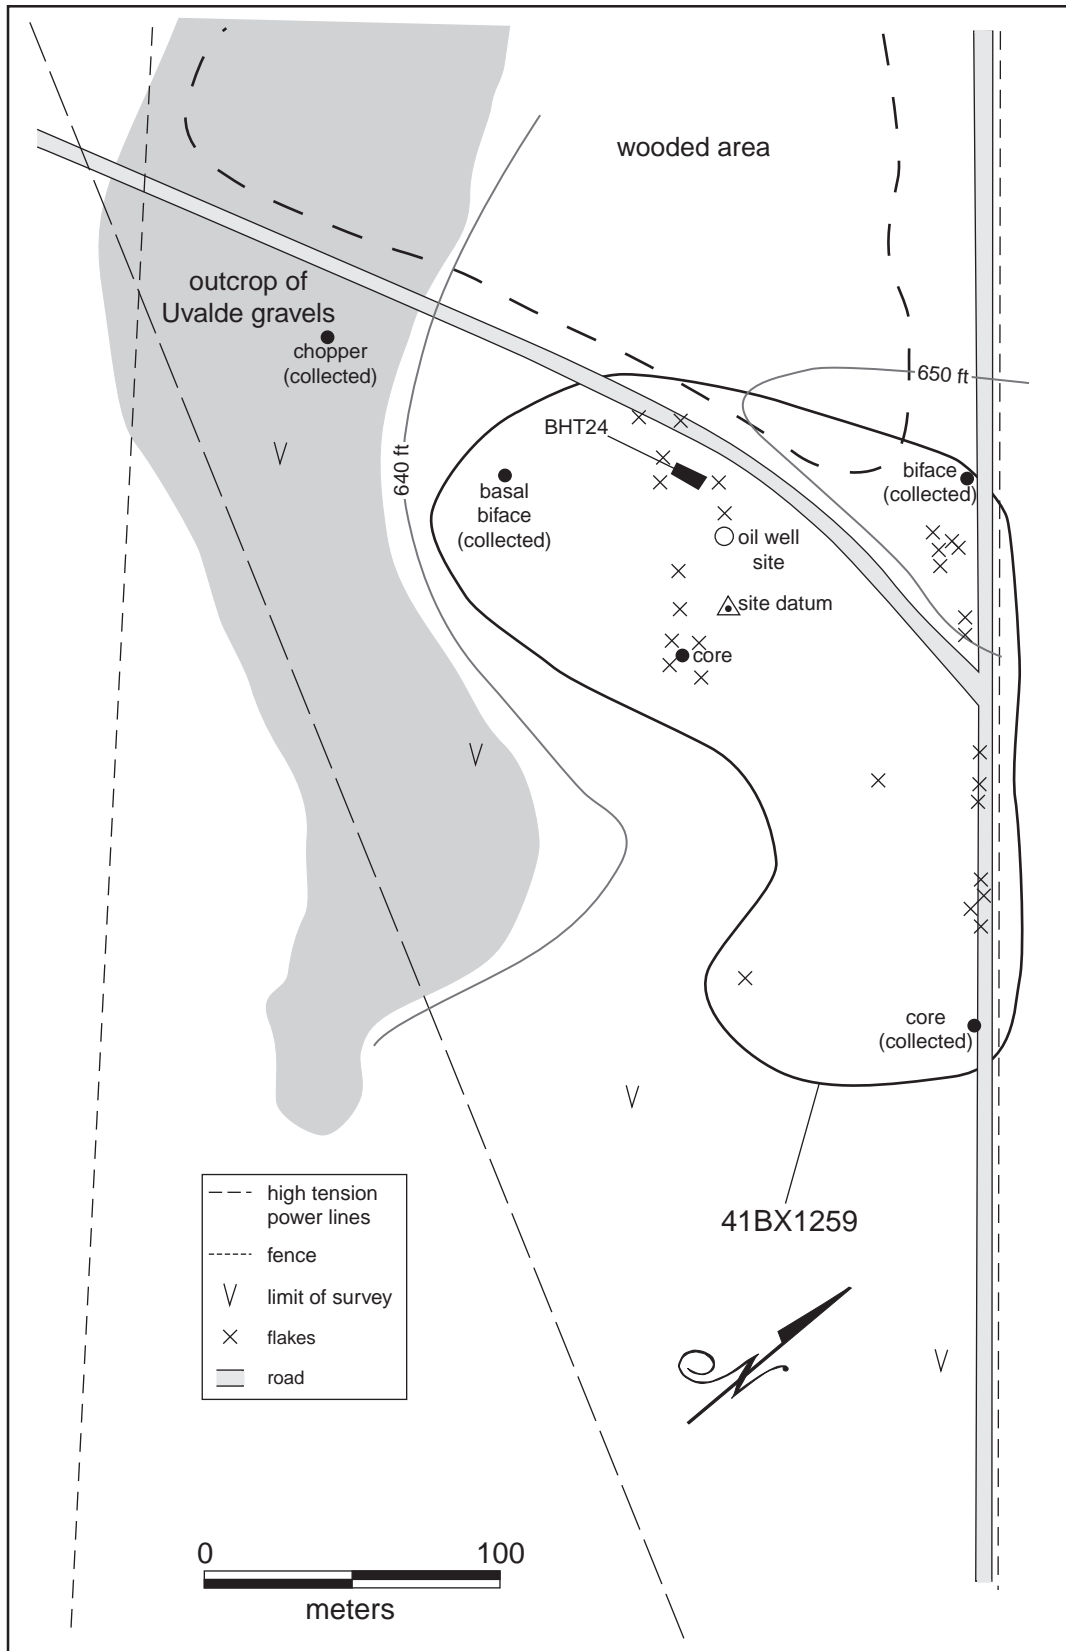 wooded area
outcrop of
Uvalde gravels
chopper
(collected)
650 ft
BHT24
640 ft
basal
biface
(collected)
biface
(collected)
oil well
site
site datum
core
core
(collected)
41BX1259
high tension
power lines
fence
limit of survey
flakes
road
0 100
meters